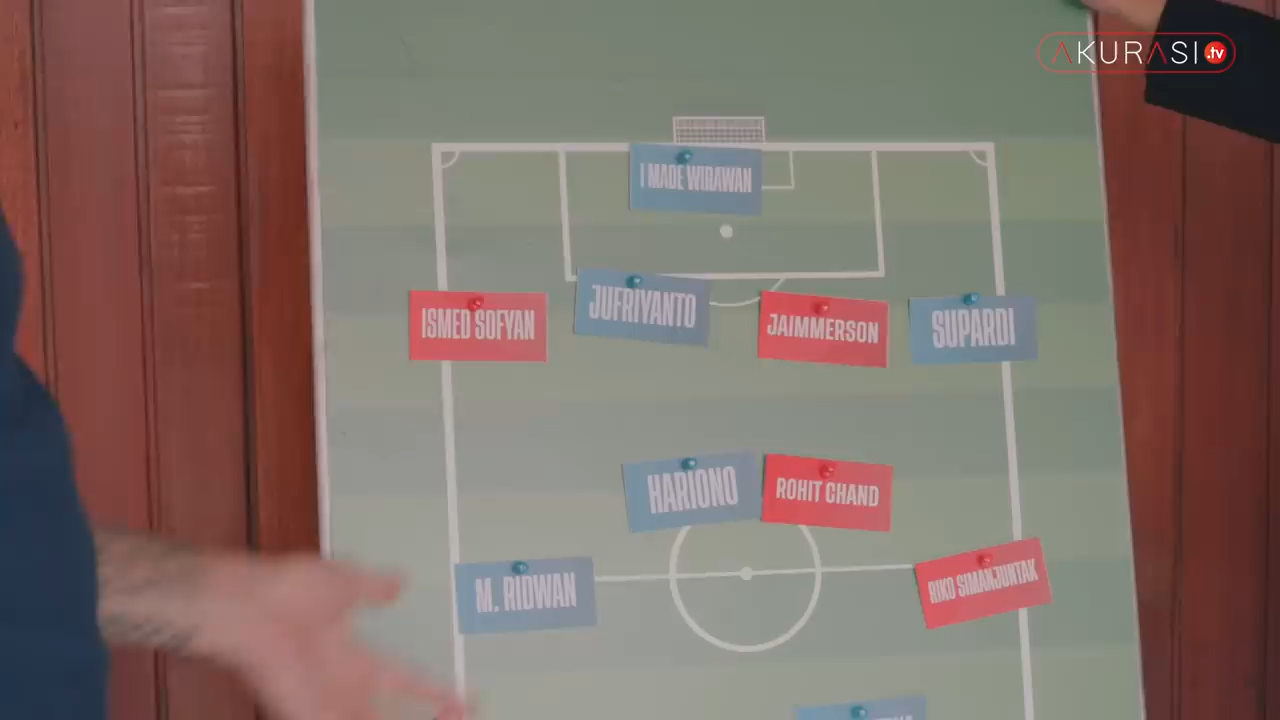 AKURASI.tv
I MADE WIRAWAN
ISMED SOFYAN
JUFRIYANTO
JAIMMERSON
SUPARDI
HARIONO
ROHIT CHAND
M. RIDWAN
RIKO SIMANJUNTAK